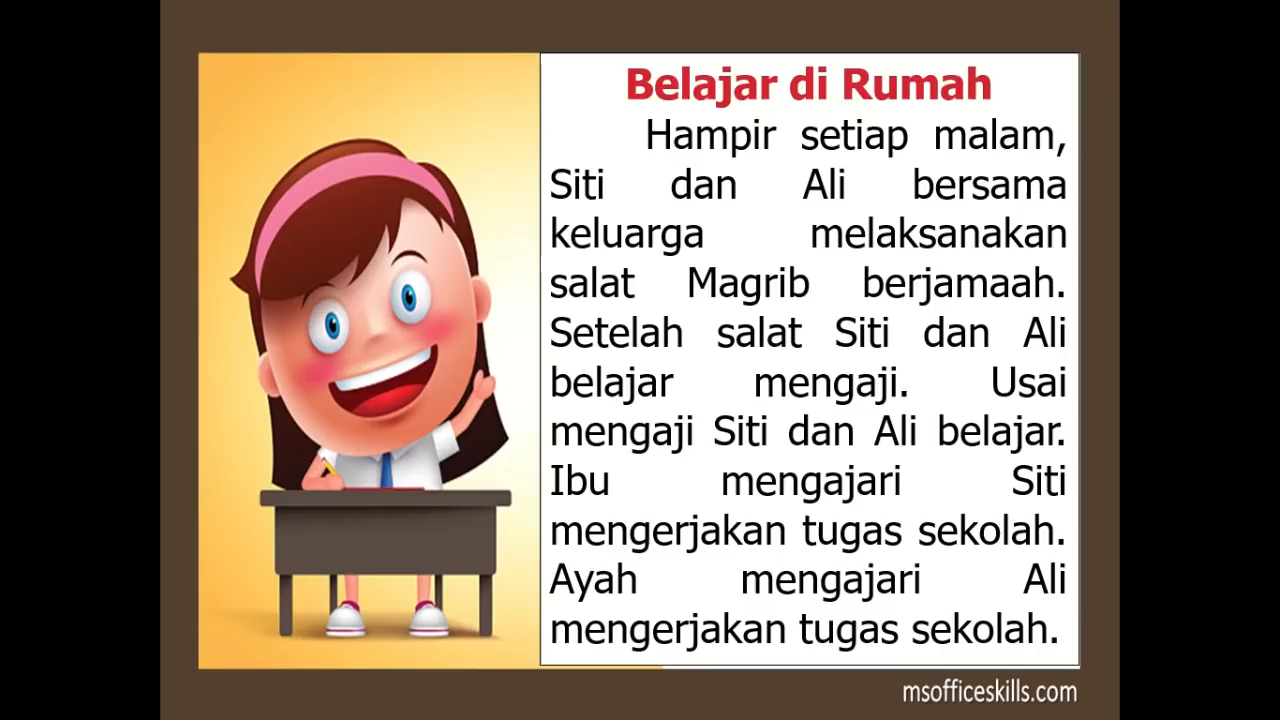 Belajar di Rumah
Hampir setiap malam,
Siti dan Ali bersama
keluarga melaksanakan
salat Magrib berjamaah.
Setelah salat Siti dan Ali
belajar mengaji. Usai
mengaji Siti dan Ali belajar.
Ibu mengajari Siti
mengerjakan tugas sekolah.
Ayah mengajari Ali
mengerjakan tugas sekolah.
msofficeskills.com